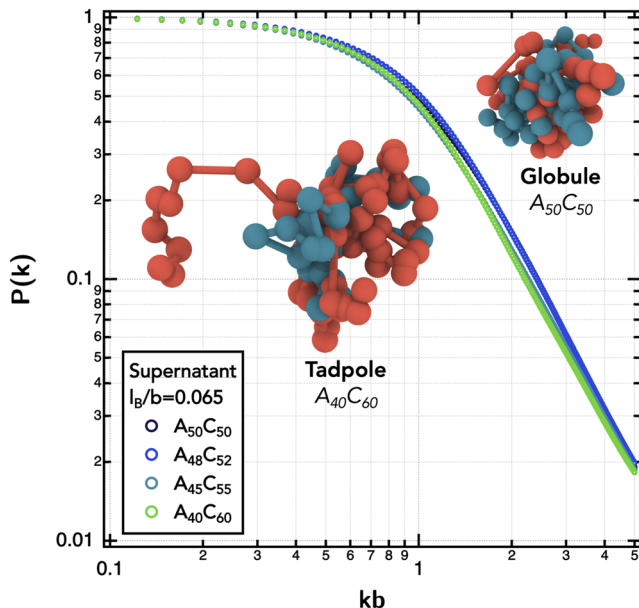 1
9
8
7
6
5
4
3
2
0.1
9
8
7
6
5
4
3
2
0.01
P(k)
Globule
A₅₀C₅₀
Tadpole
A₄₀C₆₀
Supernatant
l_B/b=0.065
A₅₀C₅₀
A₄₈C₅₂
A₄₅C₅₅
A₄₀C₆₀
0.1 2 3 4 5 6 7 8 9 1 2 3 4 5
kb